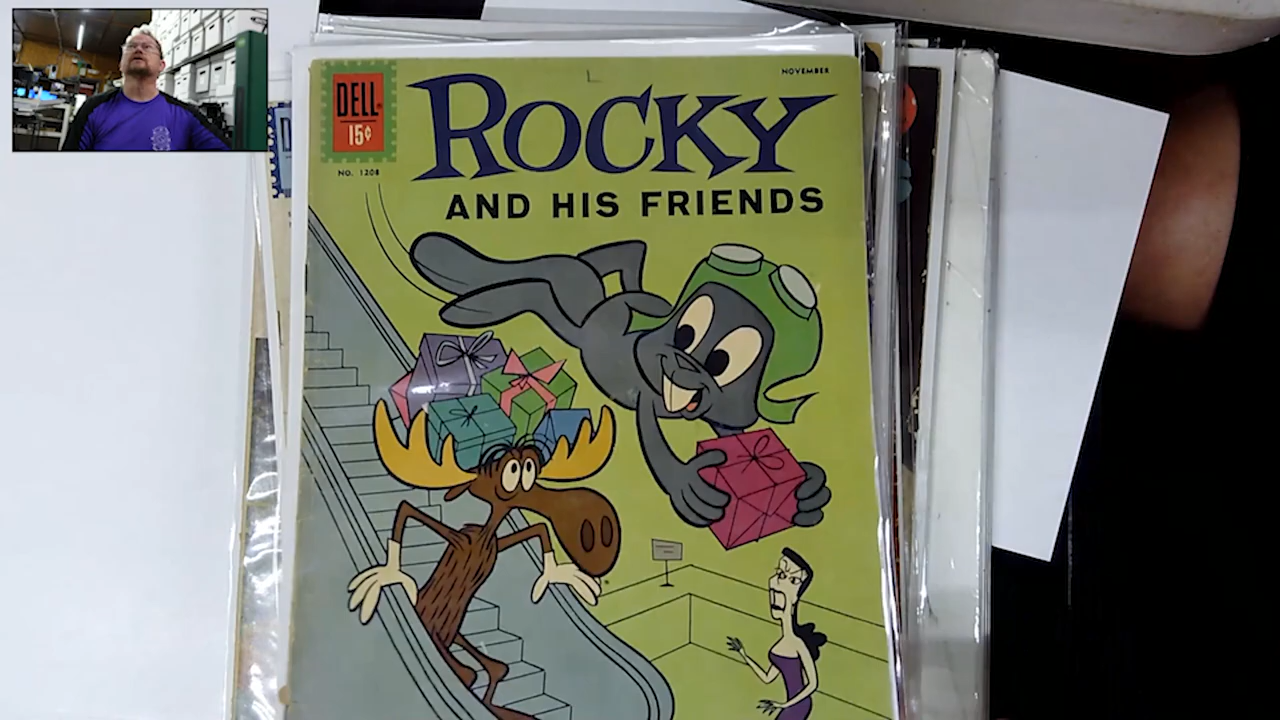 DELL
15¢
NO. 1208
NOVEMBER
ROCKY
AND HIS FRIENDS